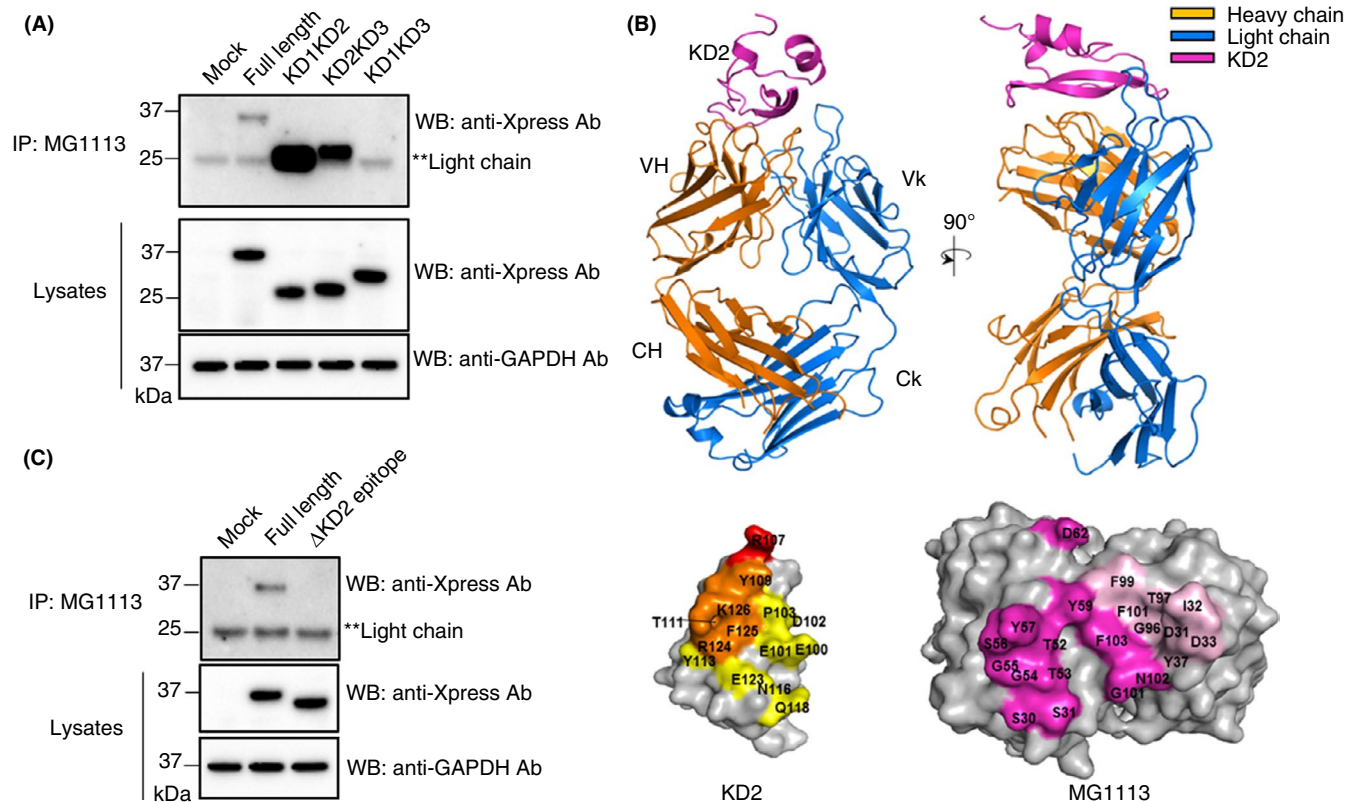 (A)
Mock
Full length
KD1KD2
KD2KD3
KD1KD3
37
25
IP: MG1113
WB: anti-Xpress Ab
**Light chain
37
25
Lysates
WB: anti-Xpress Ab
37
kDa
WB: anti-GAPDH Ab
(B)
Heavy chain
Light chain
KD2
KD2
VH
Vk
90°
CH
Ck
R107
Y109
K126
P103
T111
D102
F125
R124
E101
E100
Y113
E123
N116
Q118
KD2
D62
F99
T97
I32
Y59
F101
Y57
G96
D31
D33
S56
T52
F103
Y37
G55
G54
T53
N102
G101
S30
S31
MG1113
(C)
Mock
Full length
ΔKD2 epitope
37
25
IP: MG1113
WB: anti-Xpress Ab
**Light chain
37
Lysates
WB: anti-Xpress Ab
37
kDa
WB: anti-GAPDH Ab